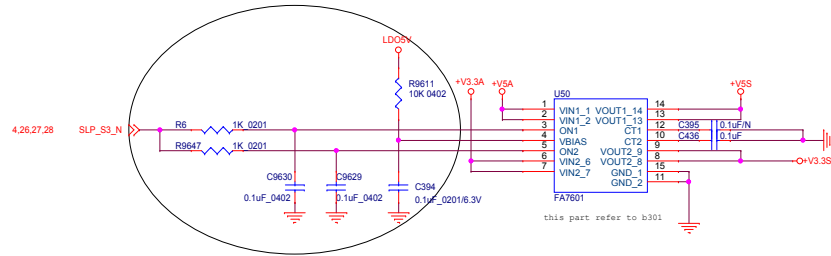 LDO5V
+V3.3A
+V5A
U50
+V5S
R9611
10K 0402
1 VIN1_1 VOUT1_14 14
2 VIN1_2 VOUT1_13 13
4,26,27,28 SLP_S3_N R6 1K_0201 3 ON1 CT1 12 C395 0.1uF/N
4 VBIAS CT2 10 C436 0.1uF
R9647 1K_0201 5 ON2 VOUT2_9 9
6 VIN2_6 VOUT2_8 8 +V3.3S
7 VIN2_7 GND_1 15
GND_2 11
C9630 C9629 C394
0.1uF_0402 0.1uF_0402 0.1uF_0201/6.3V
FA7601
this part refer to b301